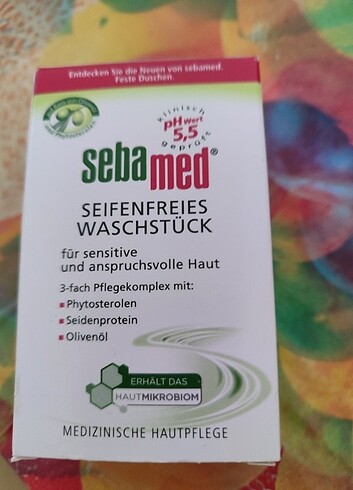 Entdecken Sie die Neuen von sebamed.
Feste Duschen.
klinisch
pH Wert
5,5
geprüft
sebamed®
SEIFENFREIES
WASCHSTÜCK
für sensitive
und anspruchsvolle Haut
3-fach Pflegekomplex mit:
Phytosterolen
Seidenprotein
Olivenöl
ERHÄLT DAS
HAUTMIKROBIOM
MEDIZINISCHE HAUTPFLEGE